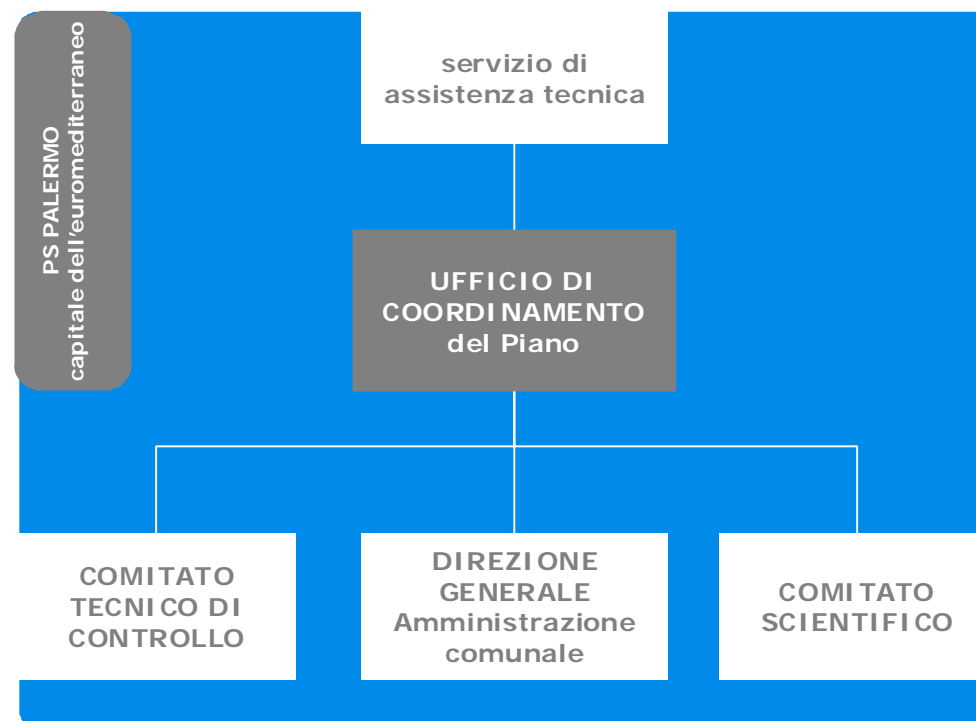 PS PALERMO
capitale dell'euromediterraneo
servizio di
assistenza tecnica
UFFICIO DI
COORDINAMENTO
del Piano
COMITATO
TECNICO DI
CONTROLLO
DIREZIONE
GENERALE
Amministrazione
comunale
COMITATO
SCIENTIFICO